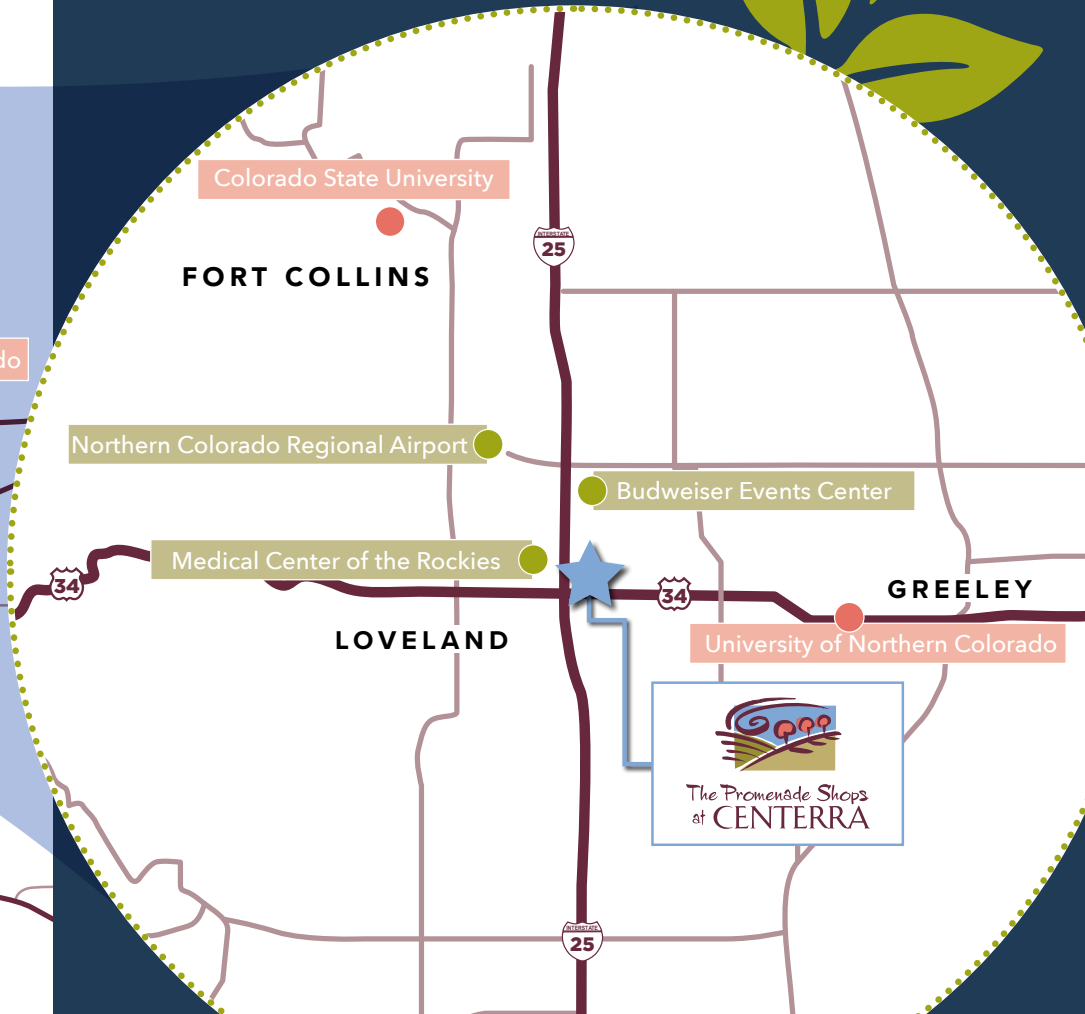 Colorado State University
INTERSTATE
25
FORT COLLINS
do
Northern Colorado Regional Airport
Budweiser Events Center
Medical Center of the Rockies
34
34
GREELEY
LOVELAND
University of Northern Colorado
The Promenade Shops
at CENTERRA
INTERSTATE
25